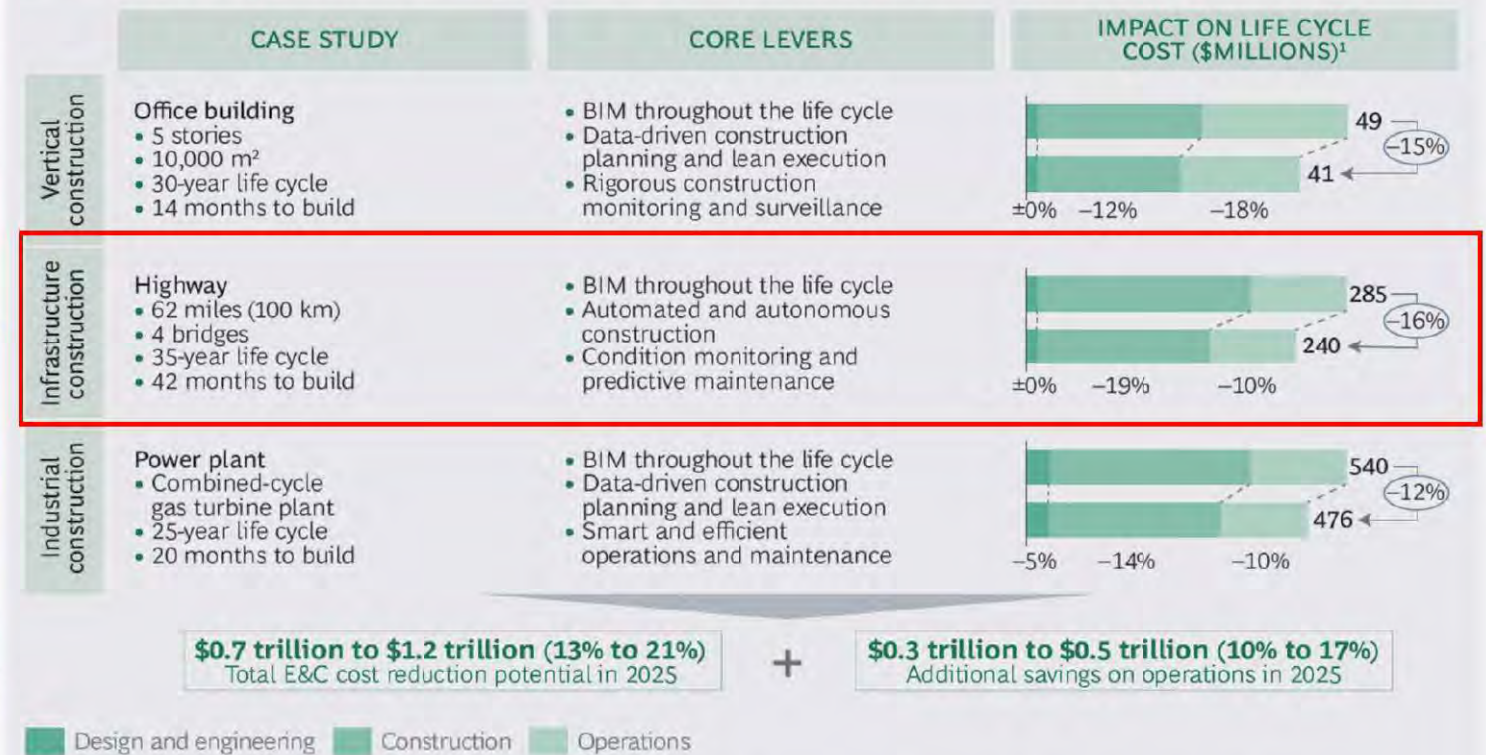 CASE STUDY
CORE LEVERS
IMPACT ON LIFE CYCLE
COST ($MILLIONS)¹
Vertical
construction
Office building
• 5 stories
• 10,000 m²
• 30-year life cycle
• 14 months to build
• BIM throughout the life cycle
• Data-driven construction
planning and lean execution
• Rigorous construction
monitoring and surveillance
49
–15%
41
±0% –12% –18%
Infrastructure
construction
Highway
• 62 miles (100 km)
• 4 bridges
• 35-year life cycle
• 42 months to build
• BIM throughout the life cycle
• Automated and autonomous
construction
• Condition monitoring and
predictive maintenance
285
–16%
240
±0% –19% –10%
Industrial
construction
Power plant
• Combined-cycle
gas turbine plant
• 25-year life cycle
• 20 months to build
• BIM throughout the life cycle
• Data-driven construction
planning and lean execution
• Smart and efficient
operations and maintenance
540
–12%
476
–5% –14% –10%
$0.7 trillion to $1.2 trillion (13% to 21%)
Total E&C cost reduction potential in 2025
+
$0.3 trillion to $0.5 trillion (10% to 17%)
Additional savings on operations in 2025
Design and engineering Construction Operations